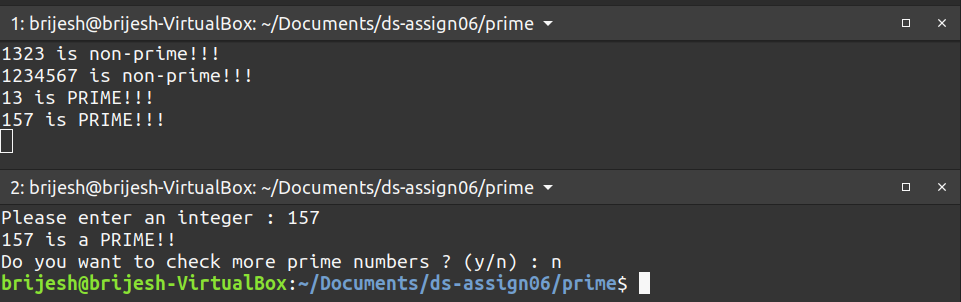 1: brijesh@brijesh-VirtualBox: ~/Documents/ds-assign06/prime
1323 is non-prime!!!
1234567 is non-prime!!!
13 is PRIME!!!
157 is PRIME!!!
2: brijesh@brijesh-VirtualBox: ~/Documents/ds-assign06/prime
Please enter an integer : 157
157 is a PRIME!!
Do you want to check more prime numbers ? (y/n) : n
brijesh@brijesh-VirtualBox:~/Documents/ds-assign06/prime$